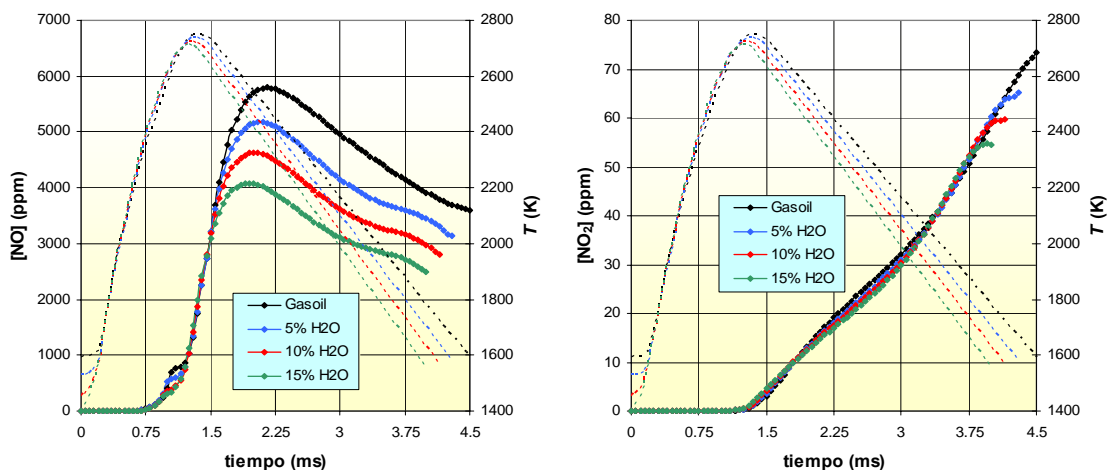 7000
6000
5000
4000
3000
2000
1000
0
[NO] (ppm)
2800
2600
2400
2200
2000
1800
1600
1400
T (K)
0 0.75 1.5 2.25 3 3.75 4.5
tiempo (ms)
Gasoil
5% H2O
10% H2O
15% H2O
80
70
60
50
40
30
20
10
0
[NO2] (ppm)
2800
2600
2400
2200
2000
1800
1600
1400
T (K)
0 0.75 1.5 2.25 3 3.75 4.5
tiempo (ms)
Gasoil
5% H2O
10% H2O
15% H2O